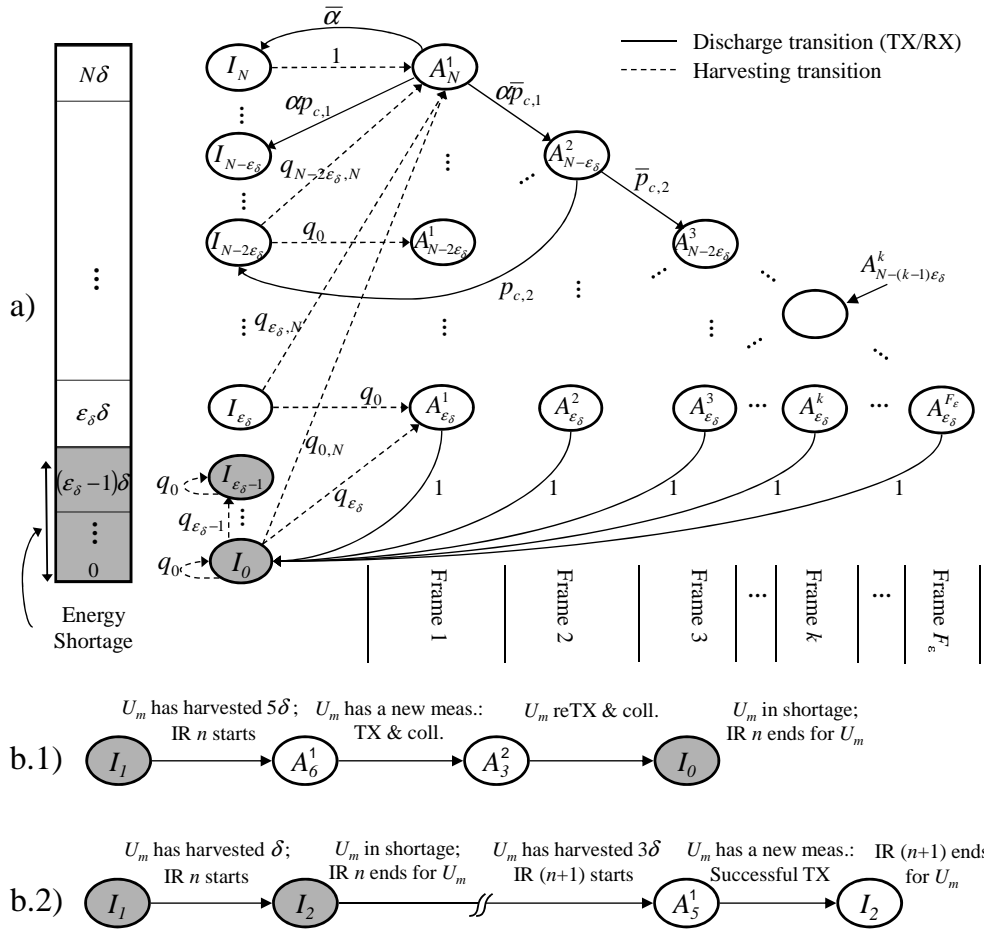 a)
Nδ
⋮
ε_δδ
(ε_δ−1)δ
⋮
0
Energy
Shortage
Discharge transition (TX/RX)
Harvesting transition
ᾱ
I_N
1
A_N^1
αp_{c,1}
αp̄_{c,1}
I_{N−ε_δ}
A_{N−ε_δ}^2
q_{N−2ε_δ,N}
p̄_{c,2}
I_{N−2ε_δ}
q_0
A_{N−2ε_δ}^1
A_{N−2ε_δ}^3
p_{c,2}
A_{N−(k−1)ε_δ}^k
q_{ε_δ,N}
I_{ε_δ}
q_0
A_{ε_δ}^1
A_{ε_δ}^2
A_{ε_δ}^3
A_{ε_δ}^k
A_{ε_δ}^{F_ε}
q_{0,N}
q_0
I_{ε_δ−1}
q_{ε_δ}
1
1
1
1
1
q_{ε_δ−1}
q_0
I_0
Frame 1
Frame 2
Frame 3
Frame k
Frame F_ε
b.1)
U_m has harvested 5δ;
IR n starts
U_m has a new meas.:
TX & coll.
U_m reTX & coll.
U_m in shortage;
IR n ends for U_m
I_1
A_6^1
A_3^2
I_0
b.2)
U_m has harvested δ;
IR n starts
U_m in shortage;
IR n ends for U_m
U_m has harvested 3δ
IR (n+1) starts
U_m has a new meas.:
Successful TX
IR (n+1) ends
for U_m
I_1
I_2
A_5^1
I_2